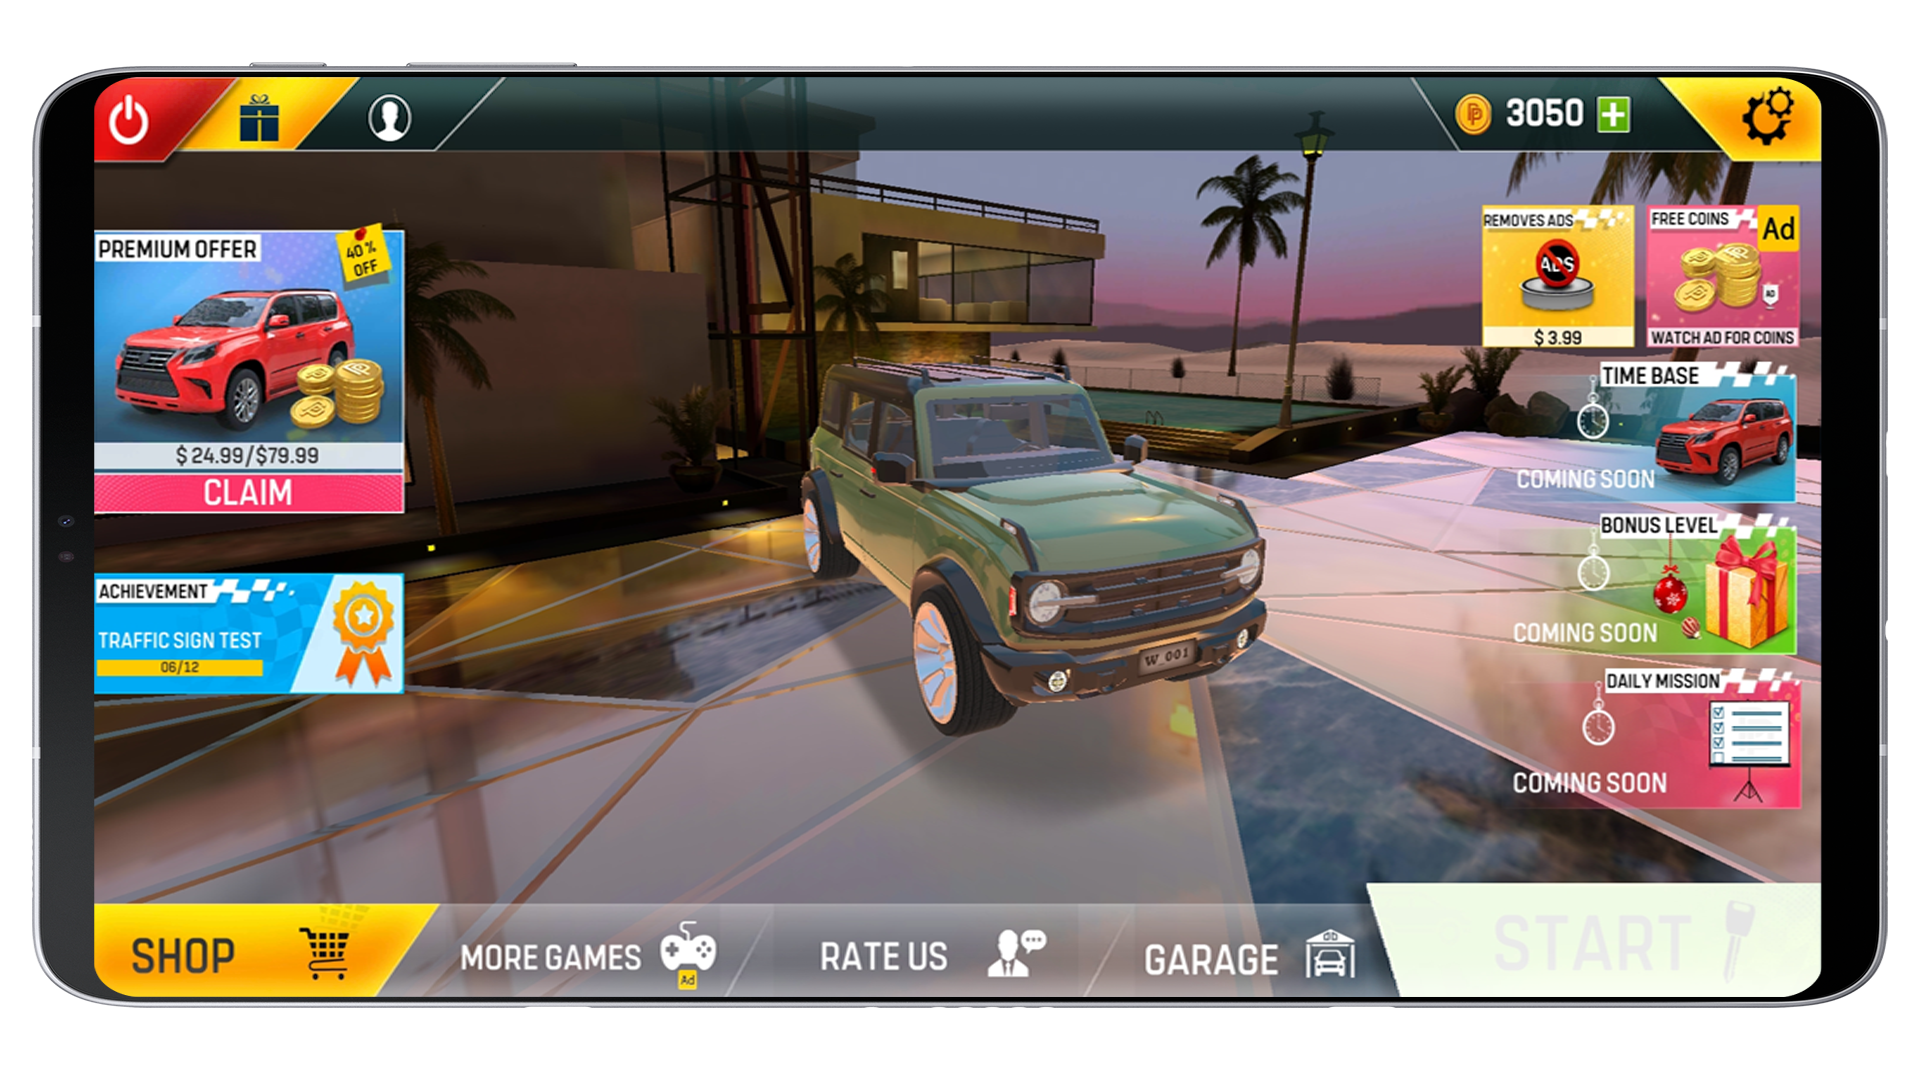 3050
PREMIUM OFFER
40%
OFF
$ 24.99/$79.99
CLAIM
REMOVES ADS
ADS
$ 3.99
FREE COINS
Ad
AD
WATCH AD FOR COINS
TIME BASE
COMING SOON
BONUS LEVEL
COMING SOON
ACHIEVEMENT
TRAFFIC SIGN TEST
06/12
W_001
DAILY MISSION
COMING SOON
SHOP
MORE GAMES
Ad
RATE US
GARAGE
START